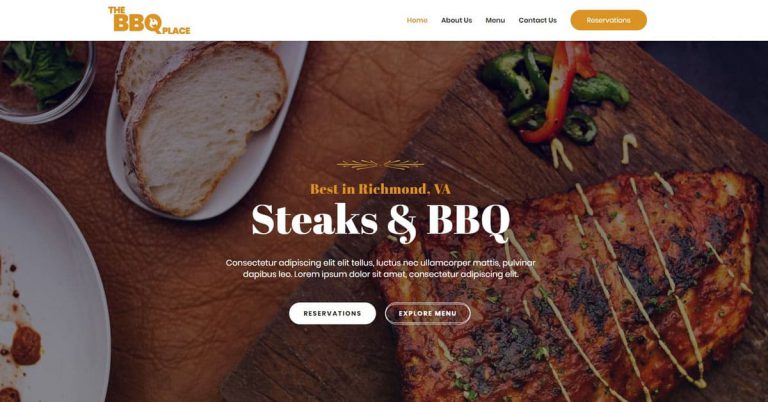 THE
BBQ PLACE
Home About Us Menu Contact Us Reservations
Best in Richmond, VA
Steaks & BBQ
Consectetur adipiscing elit elit tellus, luctus nec ullamcorper mattis, pulvinar
dapibus leo. Lorem ipsum dolor sit amet, consectetur adipiscing elit.
RESERVATIONS EXPLORE MENU